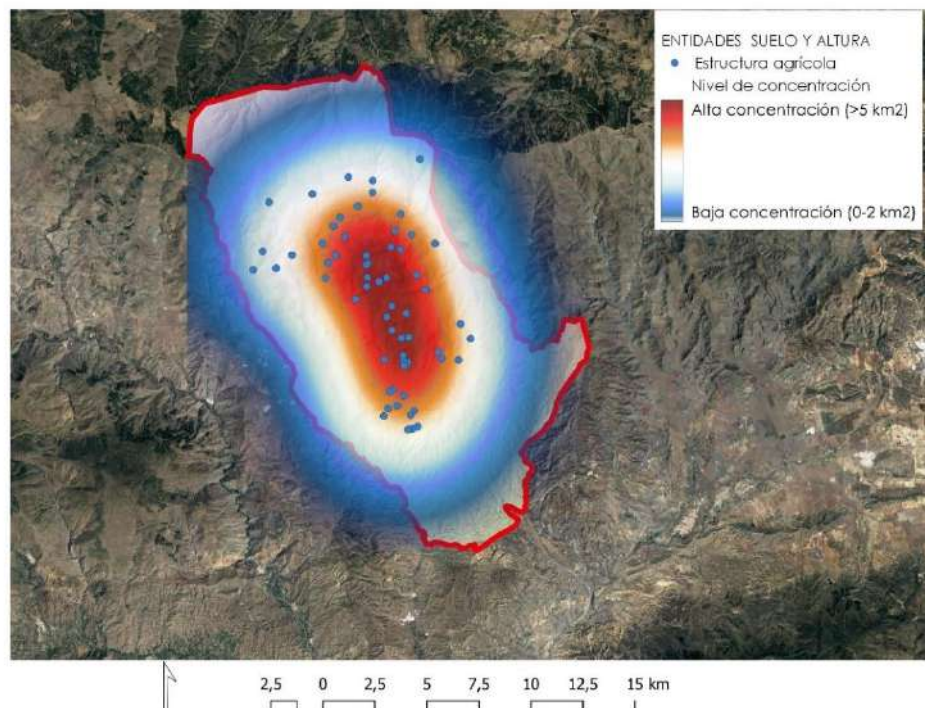 ENTIDADES SUELO Y ALTURA
Estructura agrícola
Nivel de concentración
Alta concentración (>5 km2)
Baja concentración (0-2 km2)
2,5 0 2,5 5 7,5 10 12,5 15 km